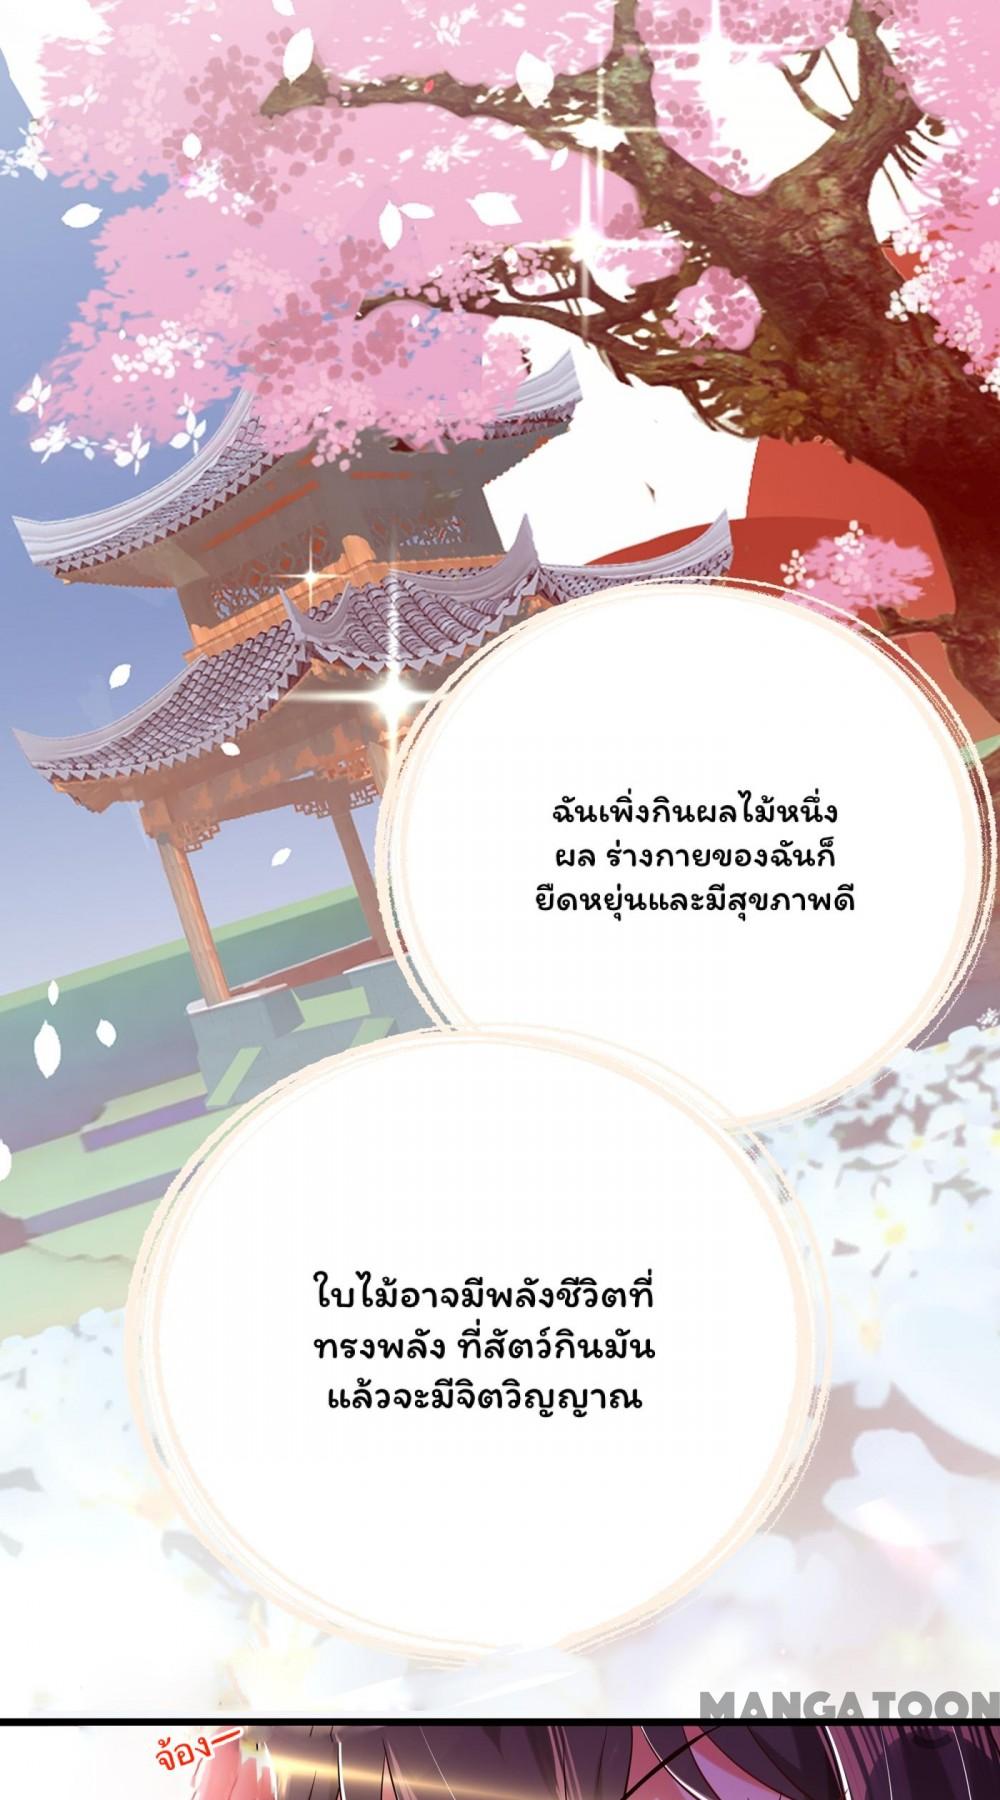 ฉันเพิ่งกินผลไม้หนึ่ง
ผล ร่างกายของฉันก็
ยืดหยุ่นและมีสุขภาพดี
ใบไม้อาจมีพลังชีวิตที่
ทรงพลัง ที่สัตว์กินมัน
แล้วจะมีจิตวิญญาณ
MANGATOON
จ้อง—